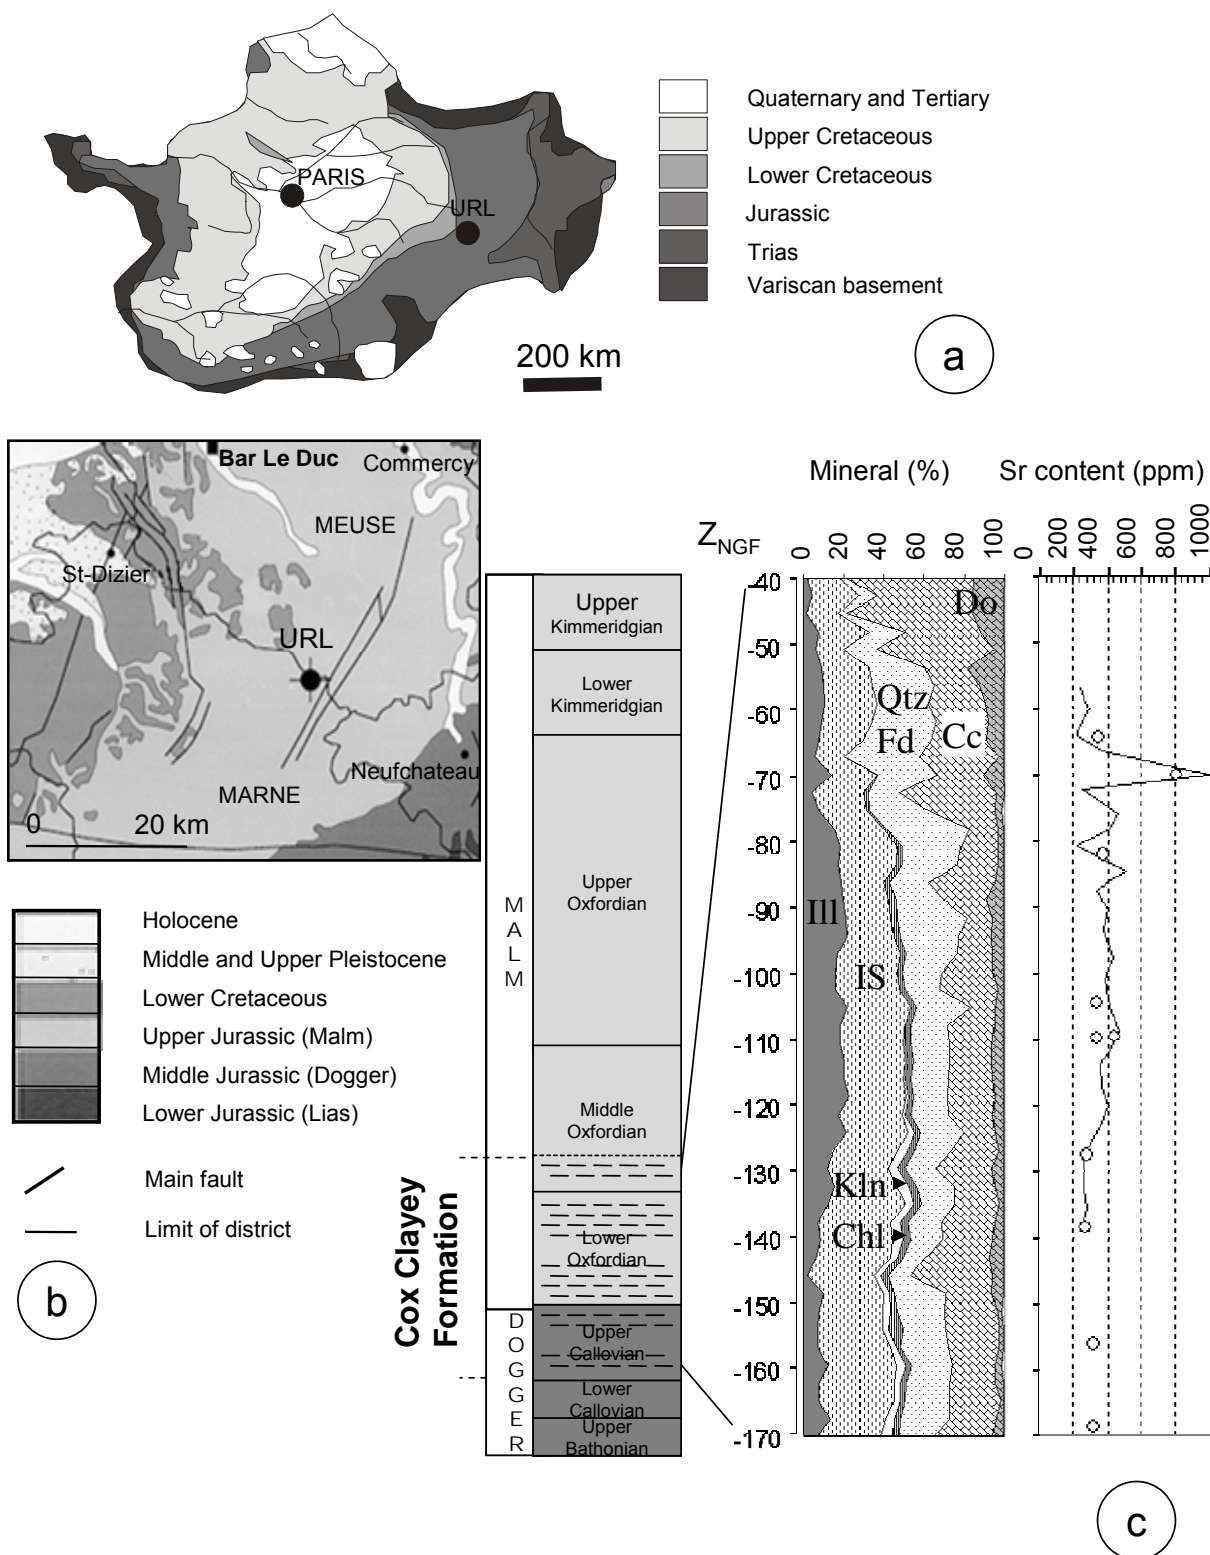 PARIS
URL
Quaternary and Tertiary
Upper Cretaceous
Lower Cretaceous
Jurassic
Trias
Variscan basement
200 km
a
Bar Le Duc
Commercy
MEUSE
St-Dizier
URL
Neufchateau
MARNE
0 20 km
Holocene
Middle and Upper Pleistocene
Lower Cretaceous
Upper Jurassic (Malm)
Middle Jurassic (Dogger)
Lower Jurassic (Lias)
Main fault
Limit of district
b
Cox Clayey
Formation
MALM
DOGGER
Upper
Kimmeridgian
Lower
Kimmeridgian
Upper
Oxfordian
Middle
Oxfordian
Lower
Oxfordian
Upper
Callovian
Lower
Callovian
Upper
Bathonian
Mineral (%)
Sr content (ppm)
ZNGF
0 20 40 60 80 100
0 200 400 600 800 1000
-40
-50
-60
-70
-80
-90
-100
-110
-120
-130
-140
-150
-160
-170
Do
Qtz
Fd
Cc
Ill
IS
Kln
Chl
c